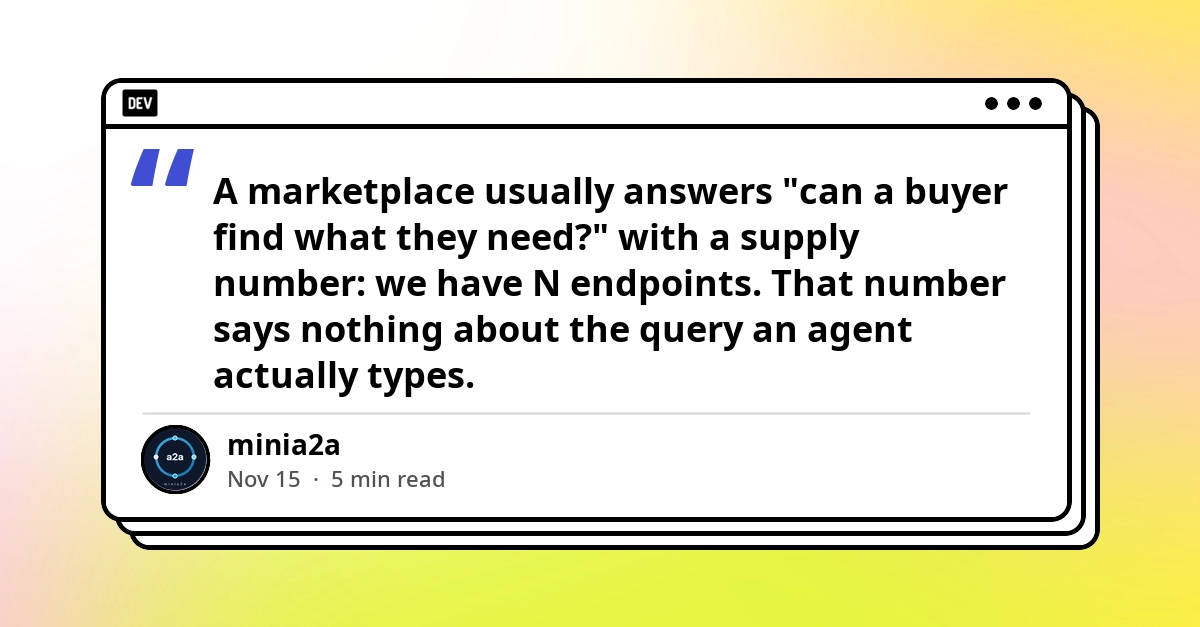 DEV
A marketplace usually answers "can a buyer
find what they need?" with a supply
number: we have N endpoints. That number
says nothing about the query an agent
actually types.
a2a
minia2a
Nov 15 · 5 min read